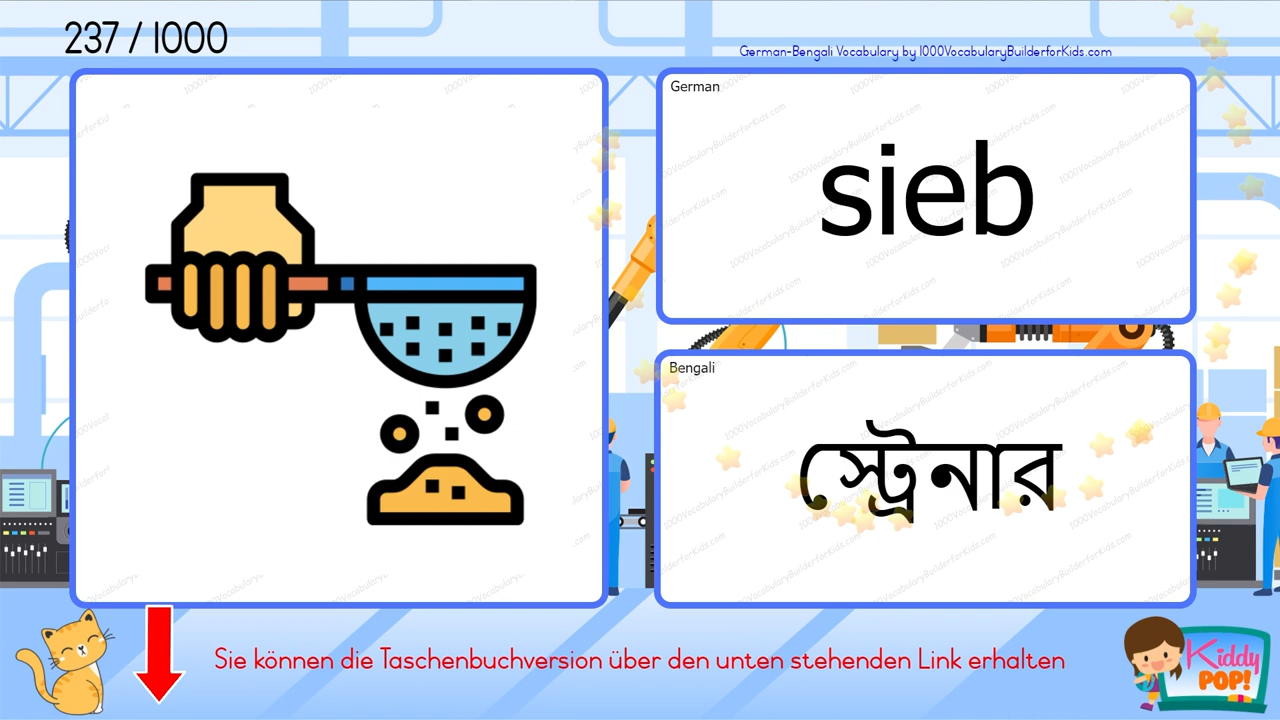 237 / 1000
German-Bengali Vocabulary by 1000VocabularyBuilderforKids.com
German
sieb
Bengali
স্ট্রেনার
Sie können die Taschenbuchversion über den unten stehenden Link erhalten
Kiddy
POP!